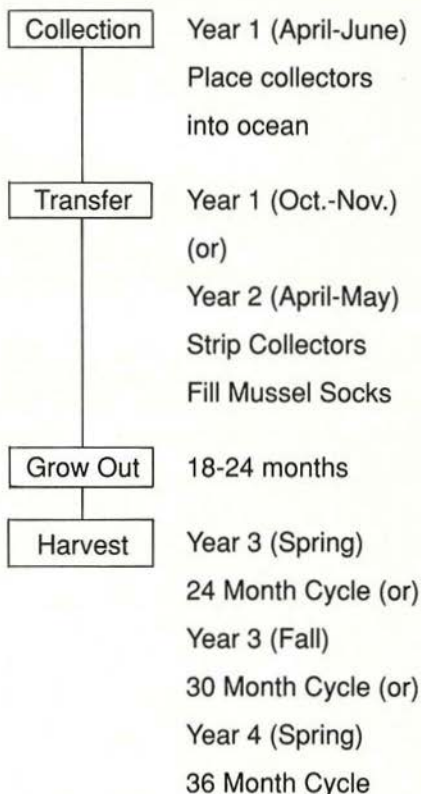 Collection
Year 1 (April-June)
Place collectors
into ocean
Transfer
Year 1 (Oct.-Nov.)
(or)
Year 2 (April-May)
Strip Collectors
Fill Mussel Socks
Grow Out
18-24 months
Harvest
Year 3 (Spring)
24 Month Cycle (or)
Year 3 (Fall)
30 Month Cycle (or)
Year 4 (Spring)
36 Month Cycle